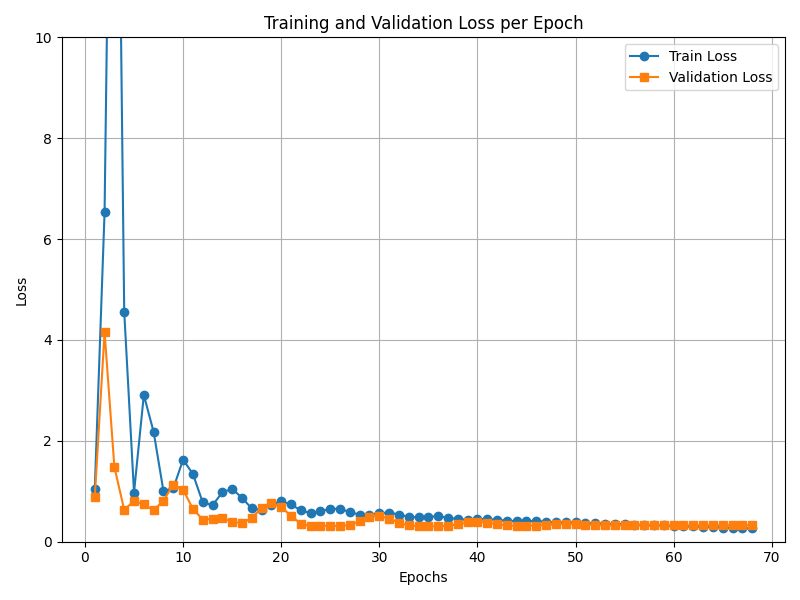 Training and Validation Loss per Epoch
Train Loss
Validation Loss
10
8
6
4
2
0
Loss
0 10 20 30 40 50 60 70
Epochs